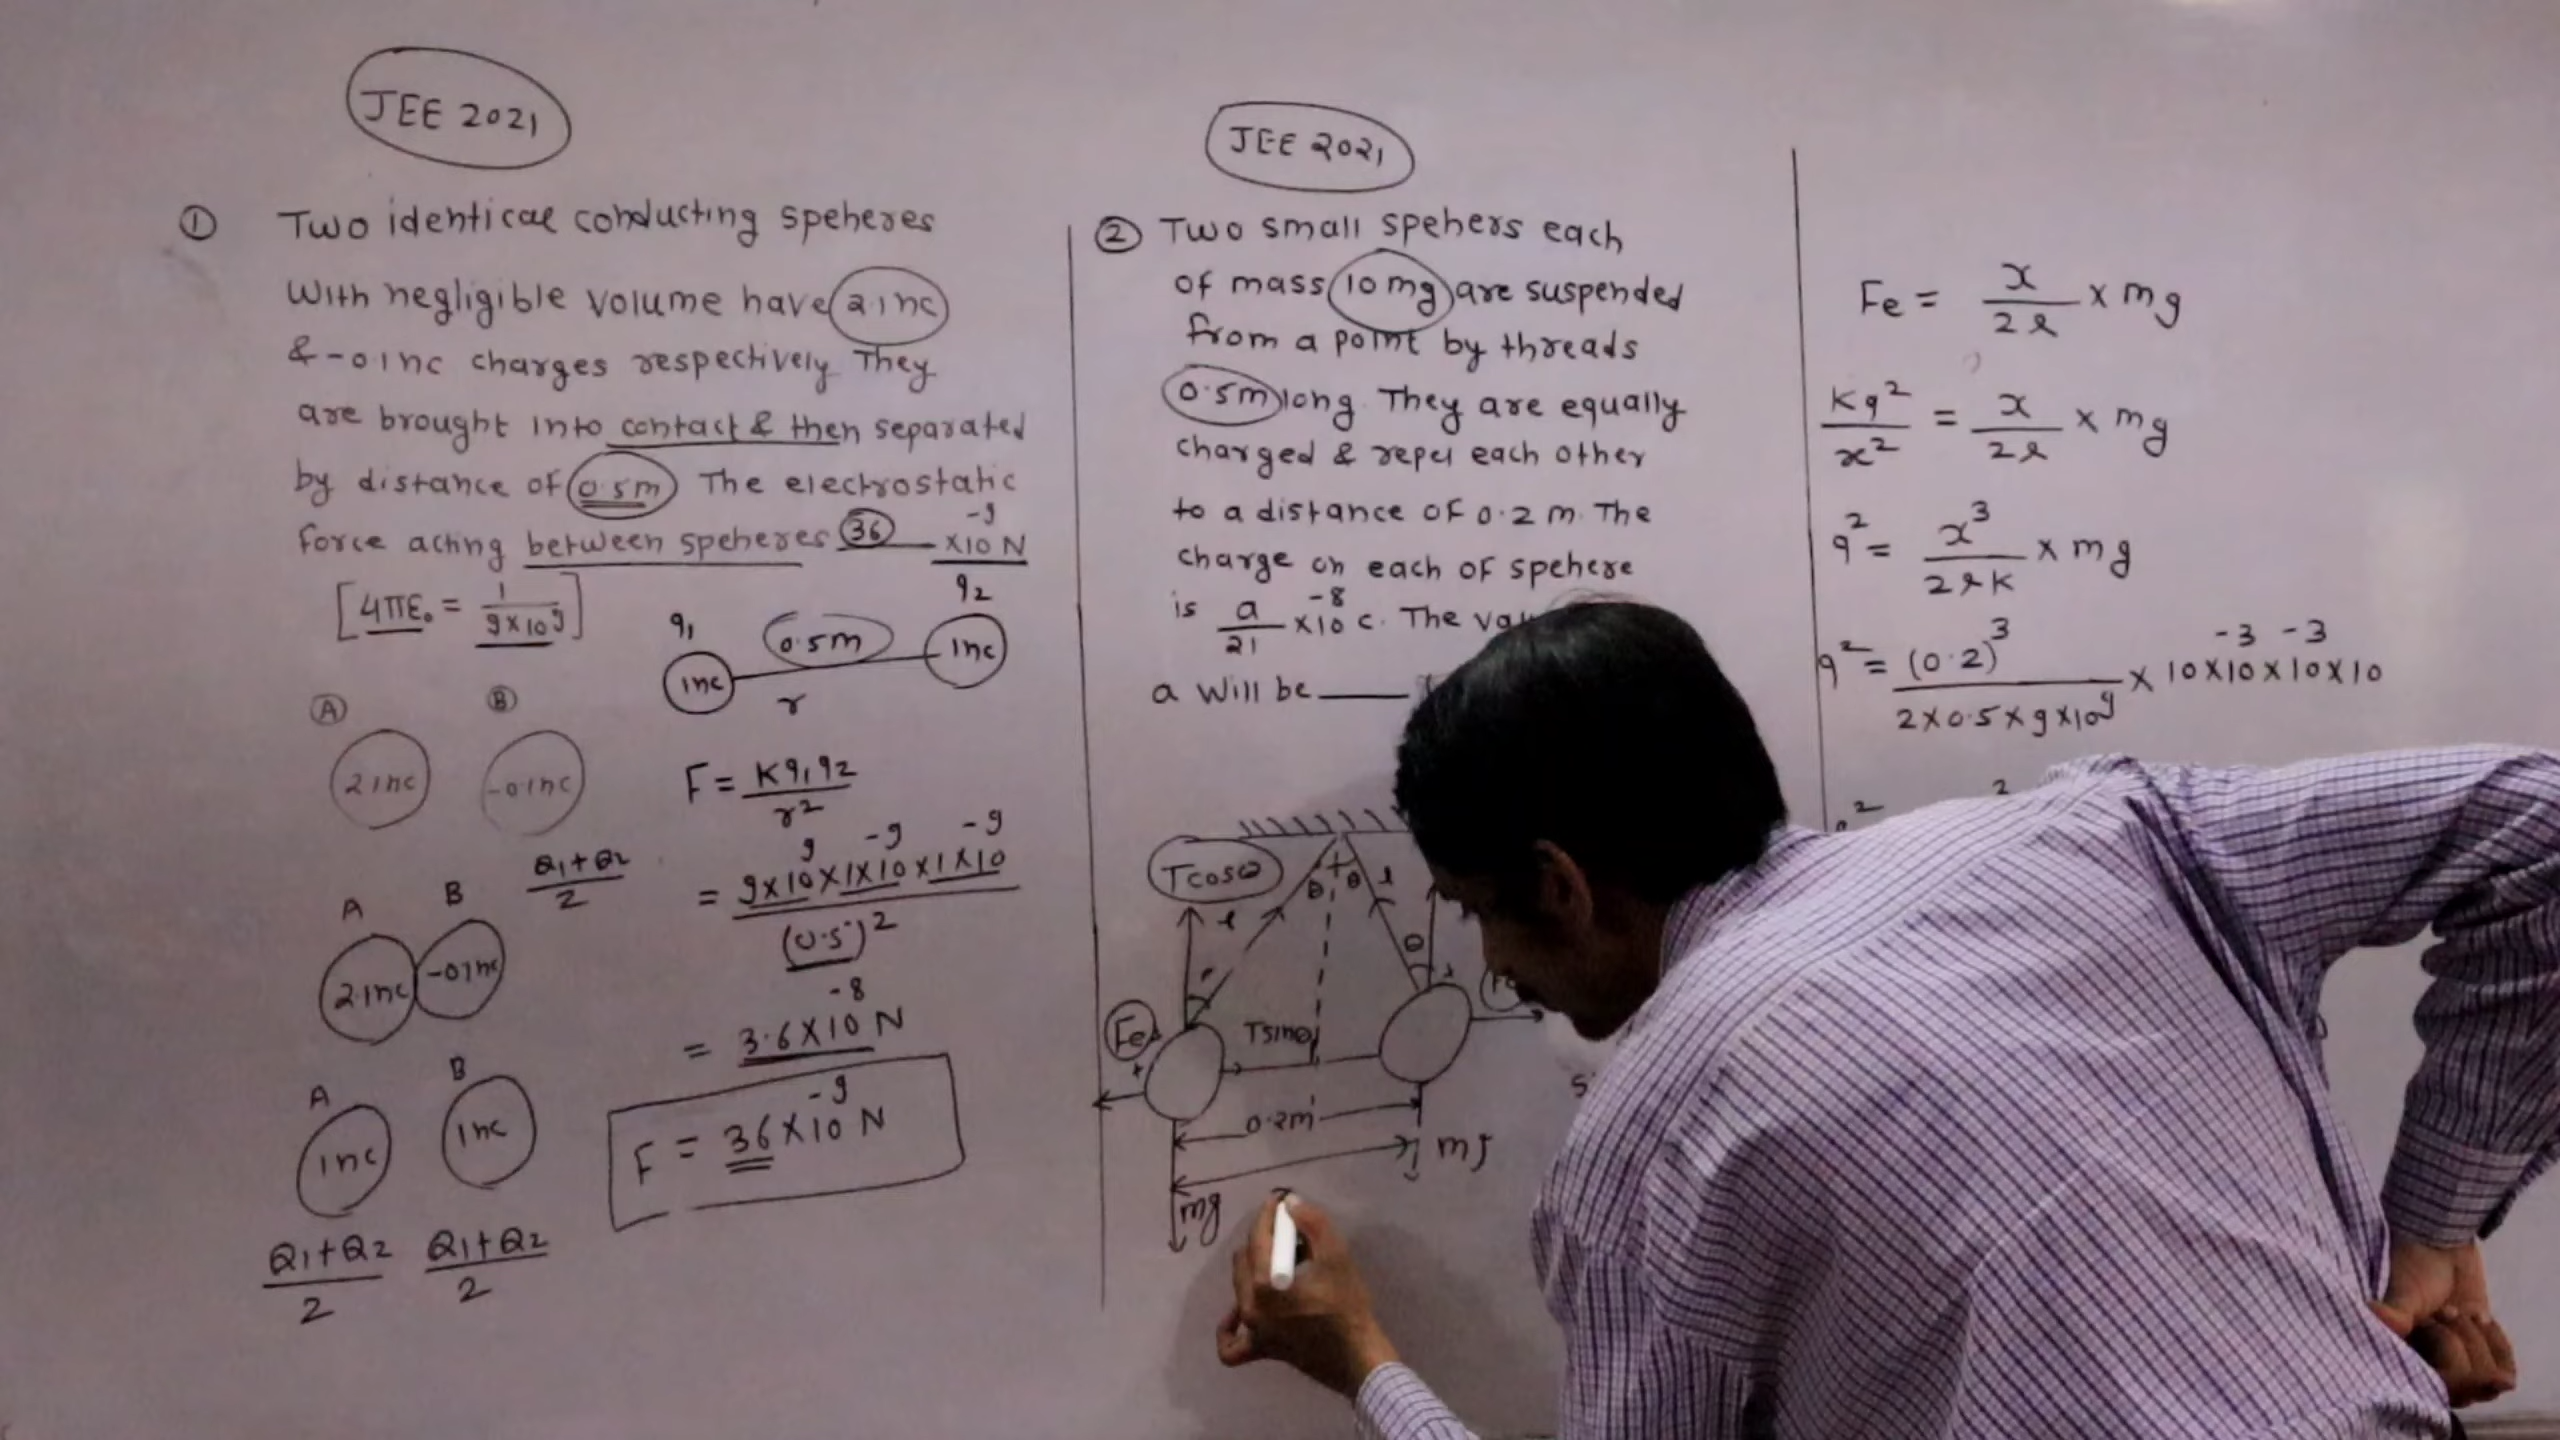 JEE 2021
① Two identical conducting speheres
With negligible volume have 2.1nc
& -0.1nc charges respectively They
are brought into contact & then separated
by distance of 0.5m The electrostatic
force acting between speheres 36 ×10⁻⁹ N
[4πε₀ = 1/9×10⁹]
q₁ 0.5m q₂
1nc r 1nc
A B
2.1nc -0.1nc
A B (Q₁+Q₂)/2
2.1nc -0.1nc
A B
1nc 1nc
(Q₁+Q₂)/2 (Q₁+Q₂)/2
F = Kq₁q₂/r²
= 9×10⁹×1×10⁻⁹×1×10⁻⁹/(0.5)²
= 3.6×10⁻⁸ N
F = 36×10⁻⁹ N
JEE 2021
② Two small spehers each
of mass 10mg are suspended
from a point by threads
0.5m long. They are equally
charged & repel each other
to a distance of 0.2 m. The
charge on each of spehere
is a/21 ×10⁻⁸ c. The
a will be
Tcosθ
θ θ l
l θ
Fe Tsinθ
+
0.2m
mg mg
Fe = x/2l × mg
Kq²/x² = x/2l × mg
q² = x³/2lK × mg
q² = (0.2)³/2×0.5×9×10⁹ × 10×10⁻³×10⁻³×10